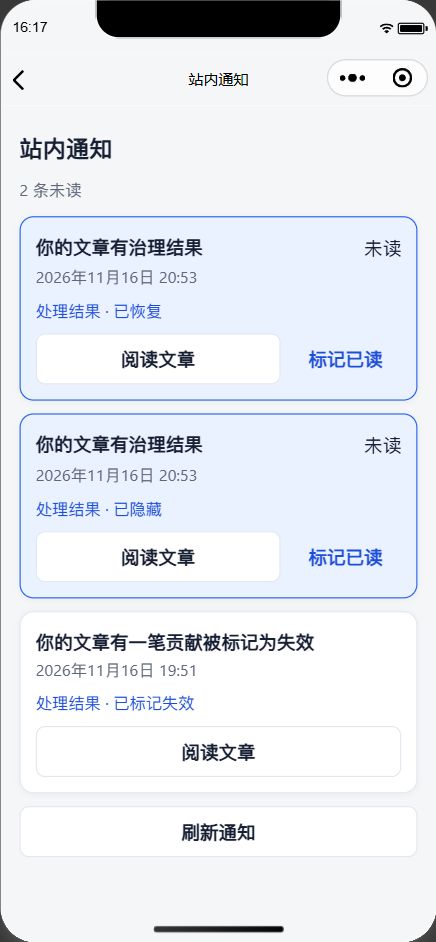 16:17
站内通知
站内通知
2 条未读
你的文章有治理结果 未读
2026年11月16日 20:53
处理结果 · 已恢复
阅读文章 标记已读
你的文章有治理结果 未读
2026年11月16日 20:53
处理结果 · 已隐藏
阅读文章 标记已读
你的文章有一笔贡献被标记为失效
2026年11月16日 19:51
处理结果 · 已标记失效
阅读文章
刷新通知